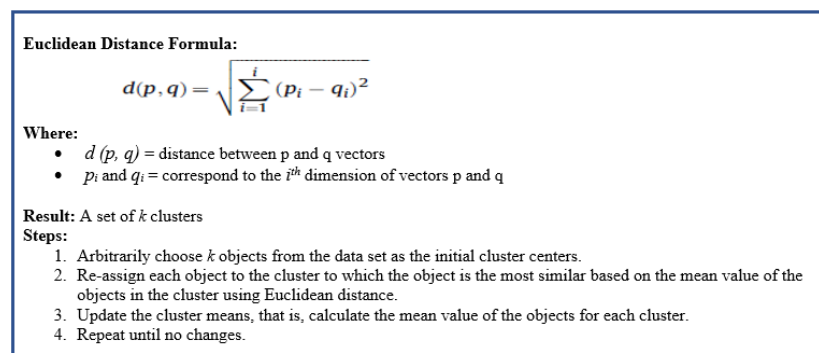 Euclidean Distance Formula:
d(p, q) = √∑ᵢ₌₁ⁱ (pᵢ − qᵢ)²
Where:
• d (p, q) = distance between p and q vectors
• pᵢ and qᵢ = correspond to the iᵗʰ dimension of vectors p and q
Result: A set of k clusters
Steps:
1. Arbitrarily choose k objects from the data set as the initial cluster centers.
2. Re-assign each object to the cluster to which the object is the most similar based on the mean value of the
objects in the cluster using Euclidean distance.
3. Update the cluster means, that is, calculate the mean value of the objects for each cluster.
4. Repeat until no changes.